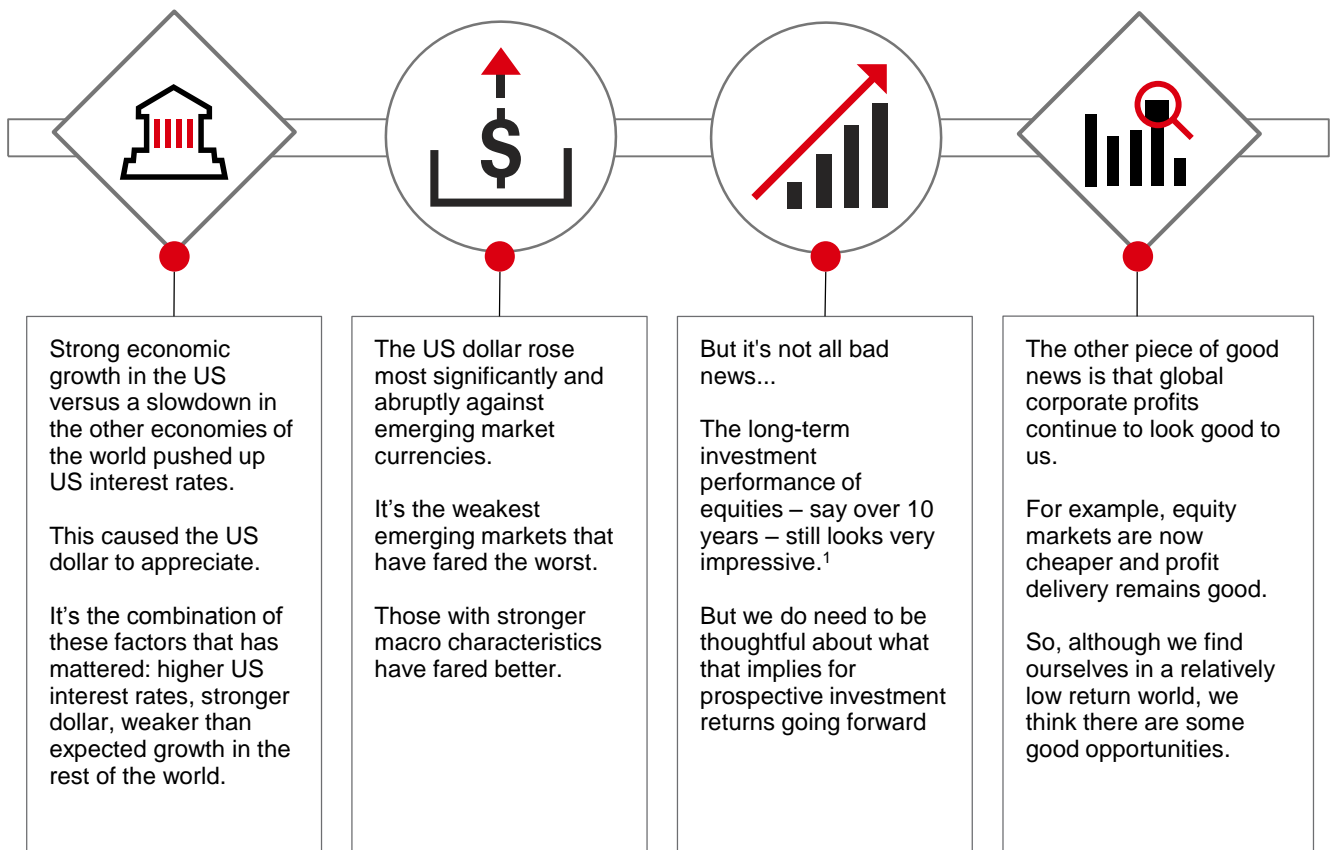 $
Strong economic
growth in the US
versus a slowdown in
the other economies of
the world pushed up
US interest rates.
This caused the US
dollar to appreciate.
It’s the combination of
these factors that has
mattered: higher US
interest rates, stronger
dollar, weaker than
expected growth in the
rest of the world.
The US dollar rose
most significantly and
abruptly against
emerging market
currencies.
It’s the weakest
emerging markets that
have fared the worst.
Those with stronger
macro characteristics
have fared better.
But it's not all bad
news...
The long-term
investment
performance of
equities – say over 10
years – still looks very
impressive.¹
But we do need to be
thoughtful about what
that implies for
prospective investment
returns going forward
The other piece of good
news is that global
corporate profits
continue to look good to
us.
For example, equity
markets are now
cheaper and profit
delivery remains good.
So, although we find
ourselves in a relatively
low return world, we
think there are some
good opportunities.